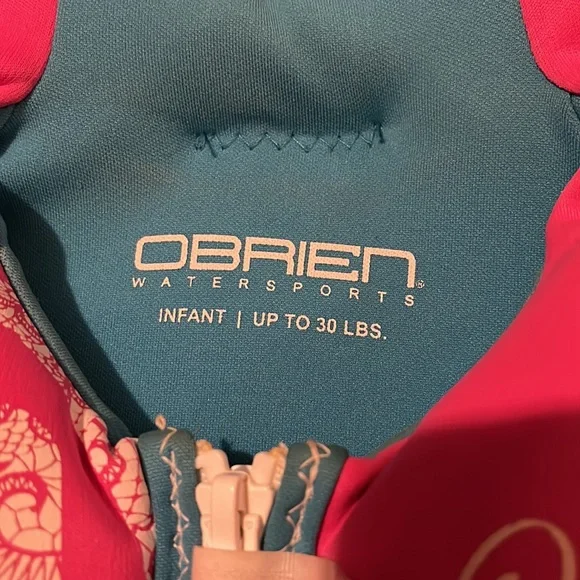 OBRIEN®
WATERSPORTS
INFANT | UP TO 30 LBS.